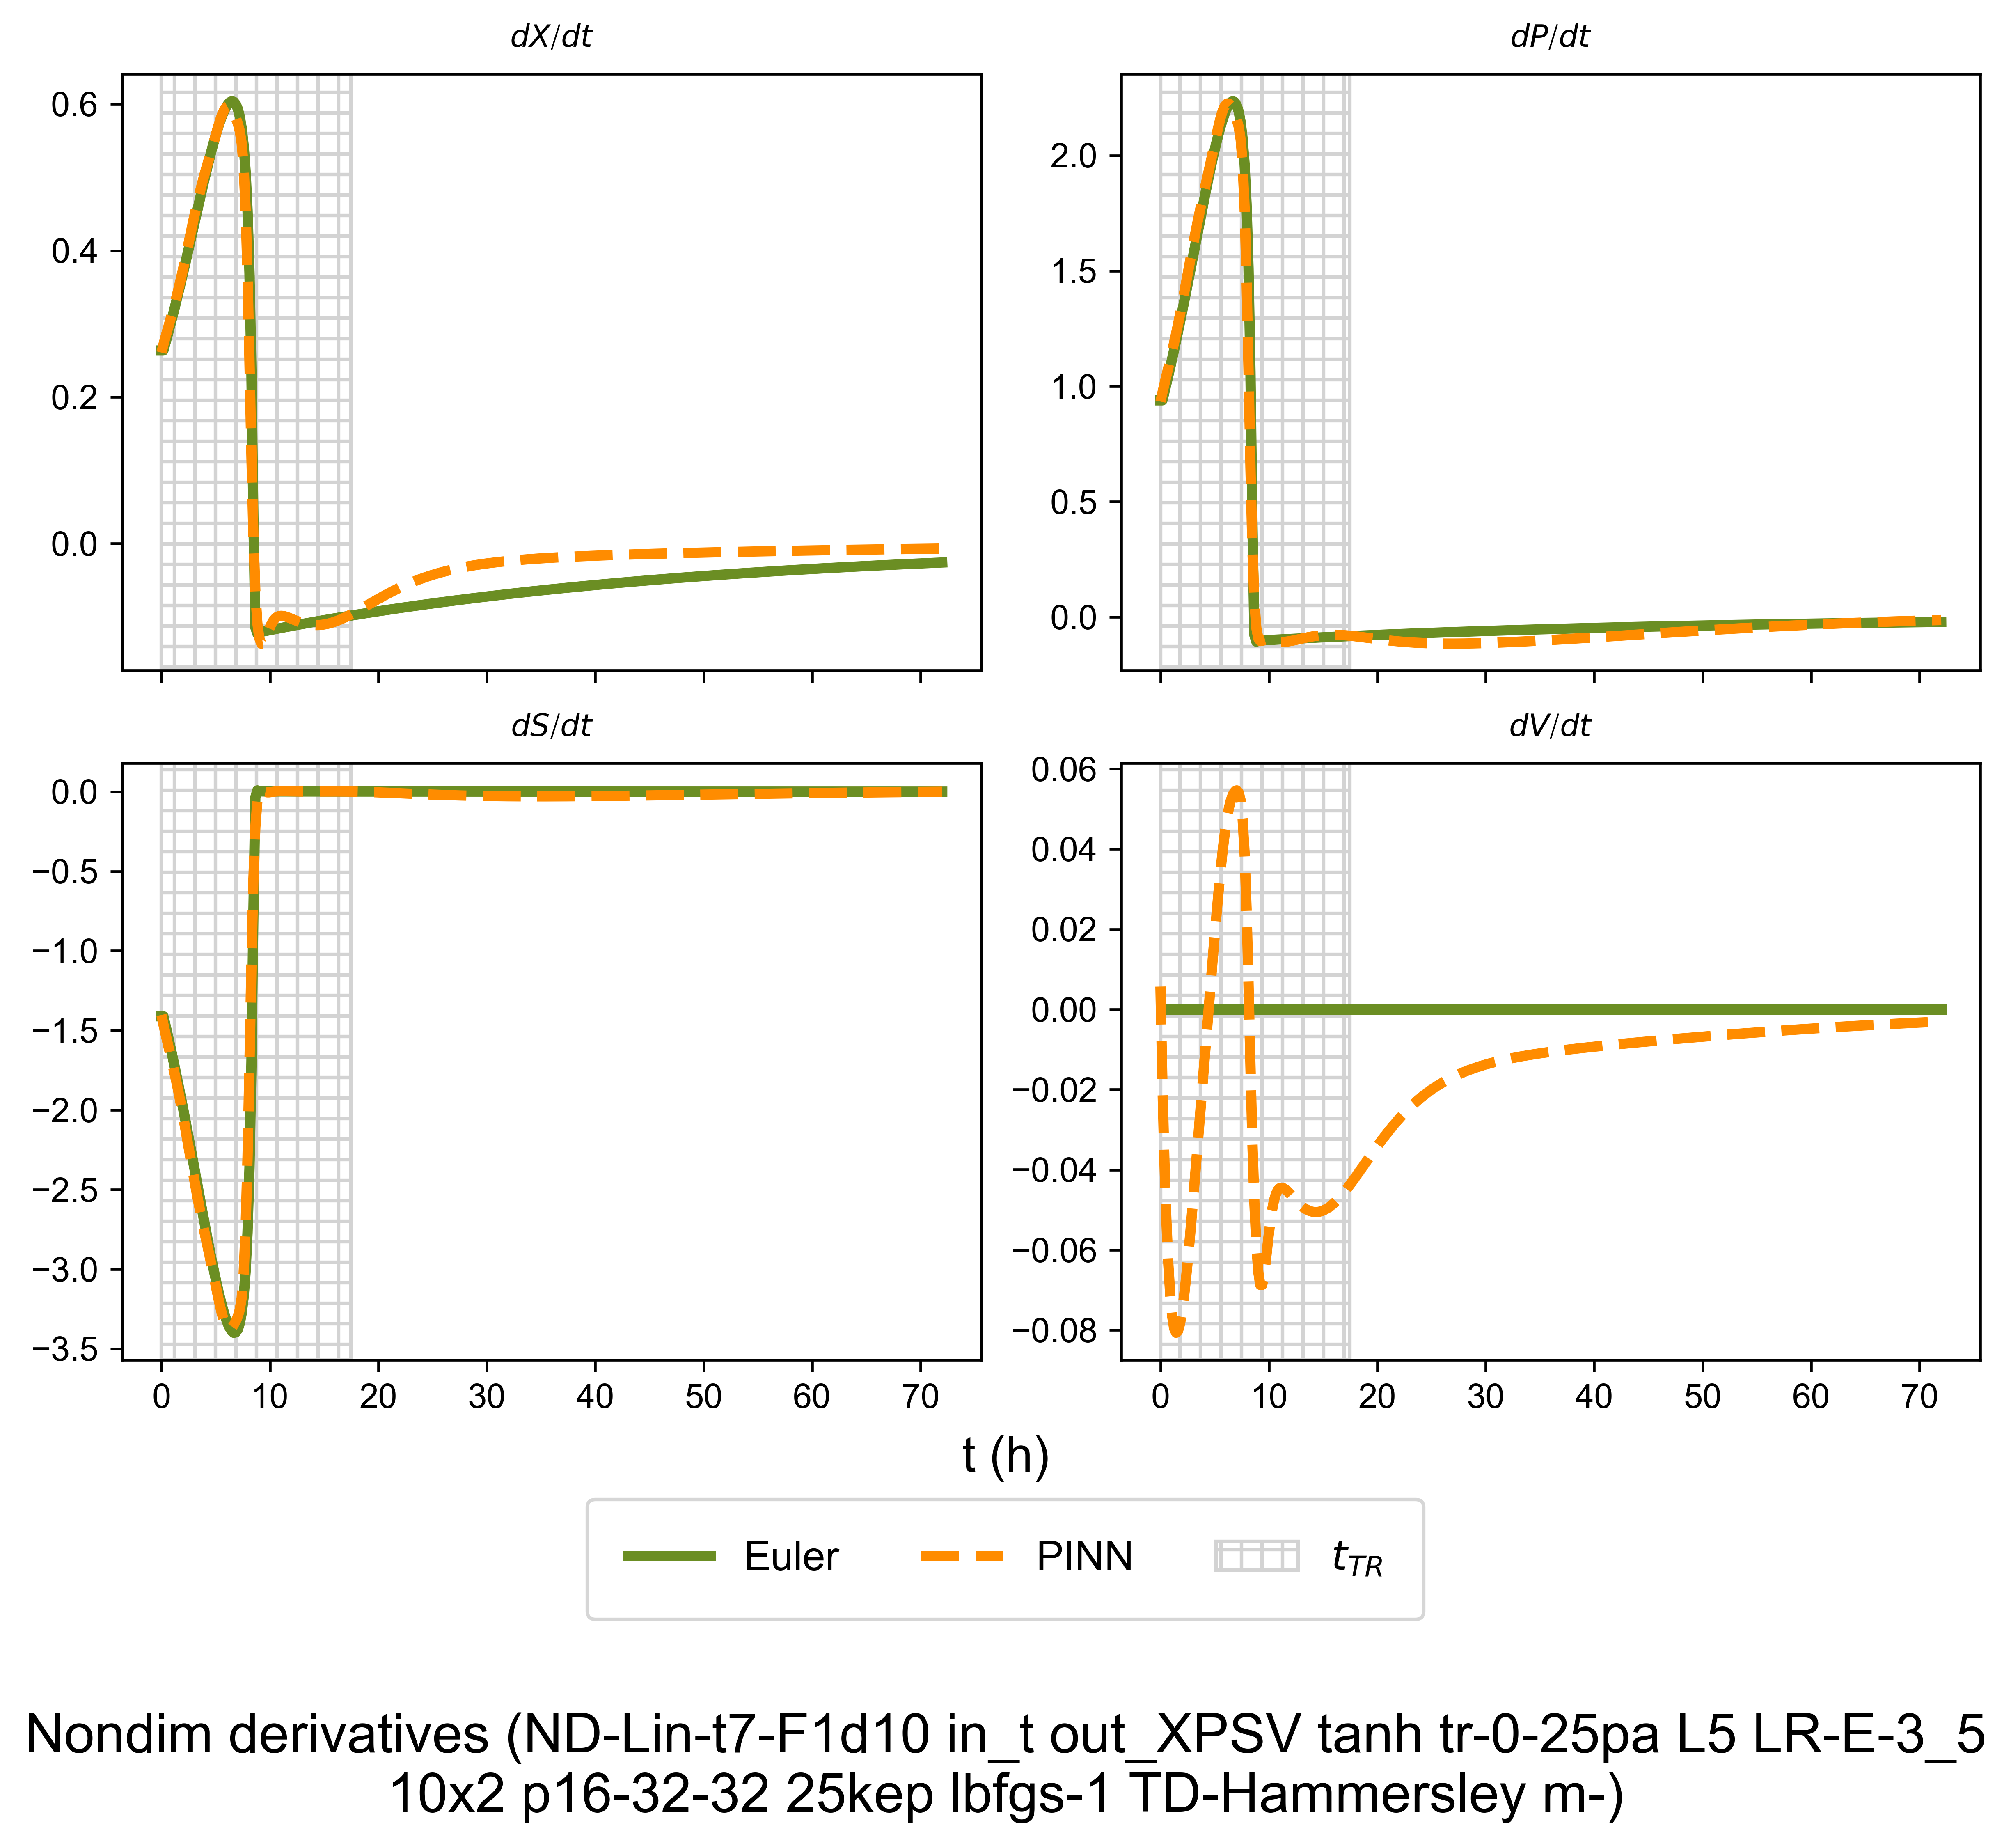 dX/dt
dP/dt
0.6
0.4
0.2
0.0
2.0
1.5
1.0
0.5
0.0
dS/dt
dV/dt
0.0
−0.5
−1.0
−1.5
−2.0
−2.5
−3.0
−3.5
0.06
0.04
0.02
0.00
−0.02
−0.04
−0.06
−0.08
0 10 20 30 40 50 60 70
0 10 20 30 40 50 60 70
t (h)
Euler PINN t_{TR}
Nondim derivatives (ND-Lin-t7-F1d10 in_t out_XPSV tanh tr-0-25pa L5 LR-E-3_5
10x2 p16-32-32 25kep lbfgs-1 TD-Hammersley m-)